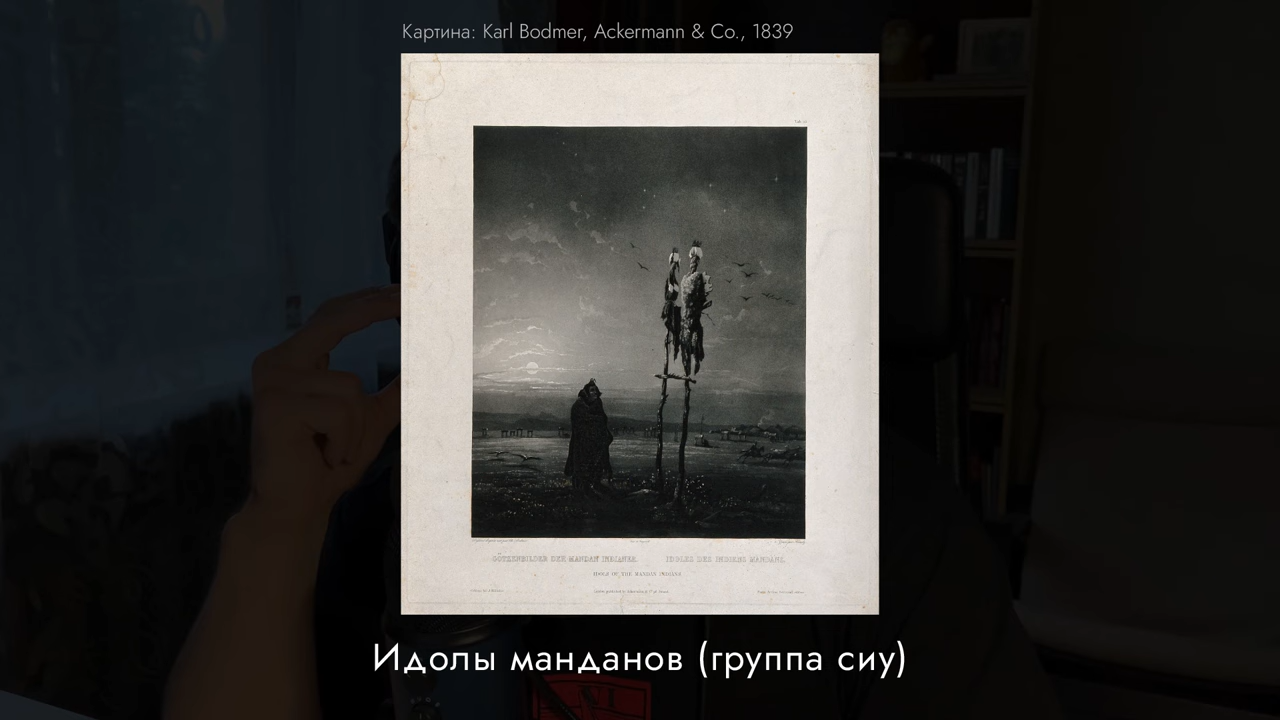 Картина: Karl Bodmer, Ackermann & Co., 1839
GÖTZENBILDER DER MANDAN INDIANER. IDOLES DES INDIENS MANDANS.
IDOLS OF THE MANDAN INDIANS
Идолы манданов (группа сиу)